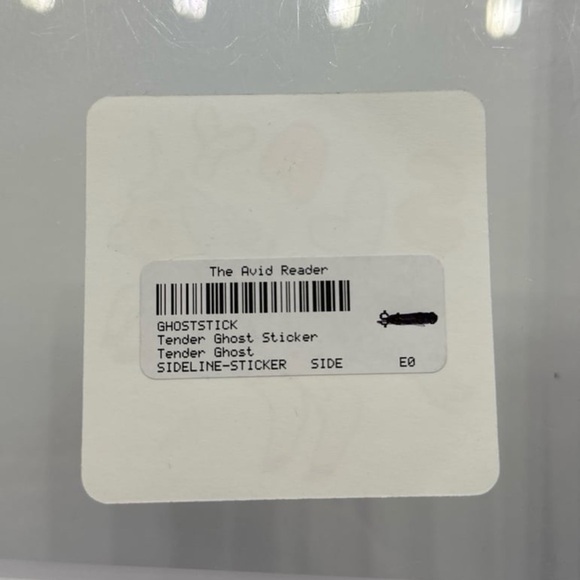 The Avid Reader
GHOSTSTICK
Tender Ghost Sticker
Tender Ghost
SIDELINE-STICKER SIDE E0